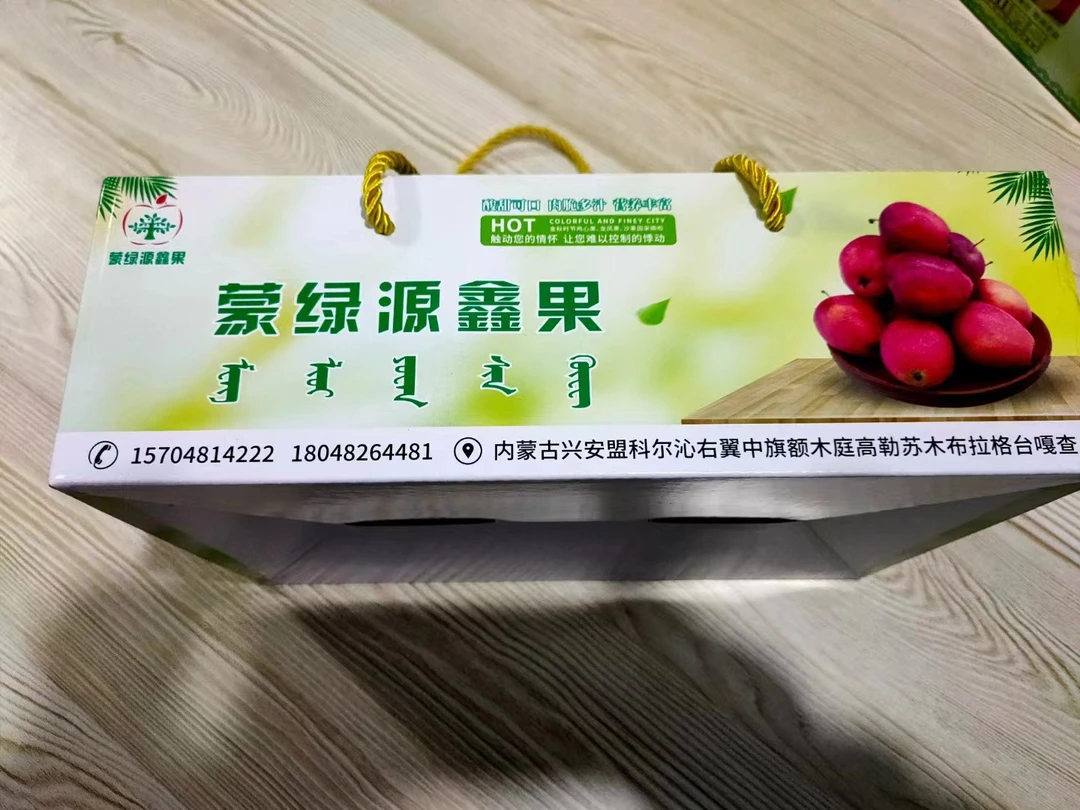 蒙绿源鑫果
酸甜可口 肉脆多汁 营养丰富
HOT
COLORFUL AND FINEY CITY
触动您的情怀 让您难以控制的悸动
蒙绿源鑫果
15704814222 18048264481 内蒙古兴安盟科尔沁右翼中旗额木庭高勒苏木布拉格台嘎查